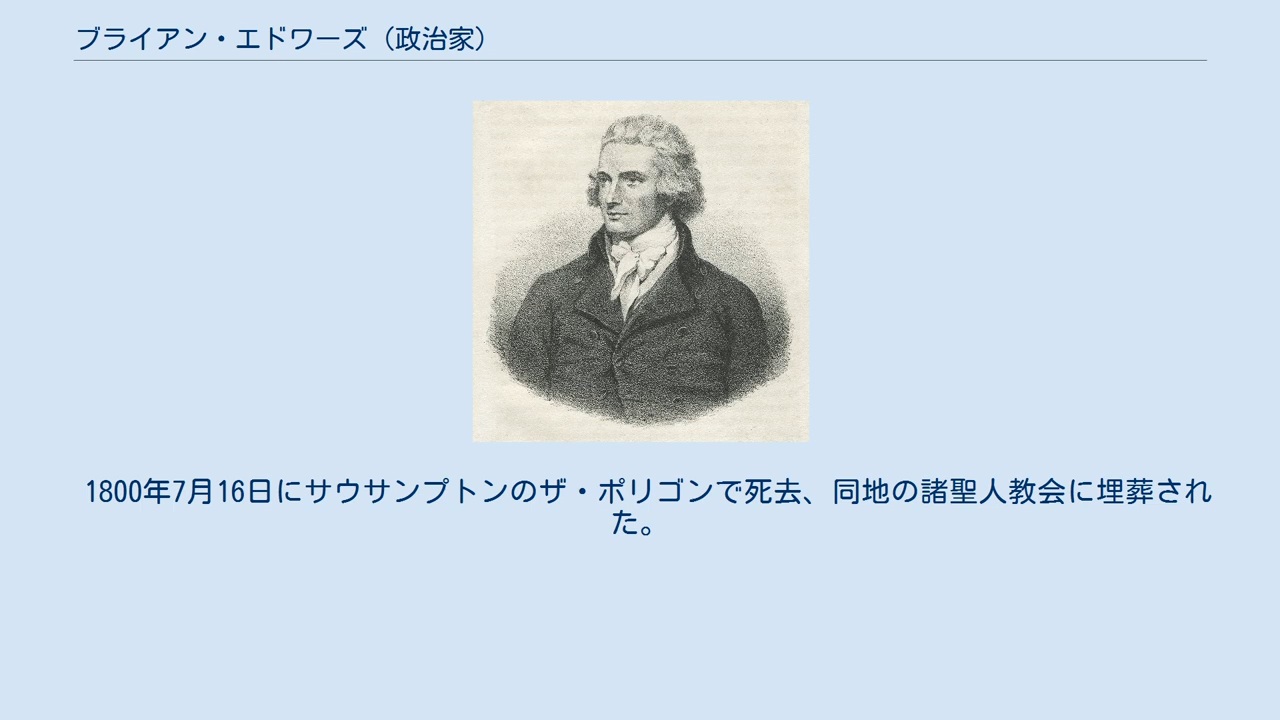 ブライアン・エドワーズ（政治家）
1800年7月16日にサウサンプトンのザ・ポリゴンで死去、同地の諸聖人教会に埋葬され
た。